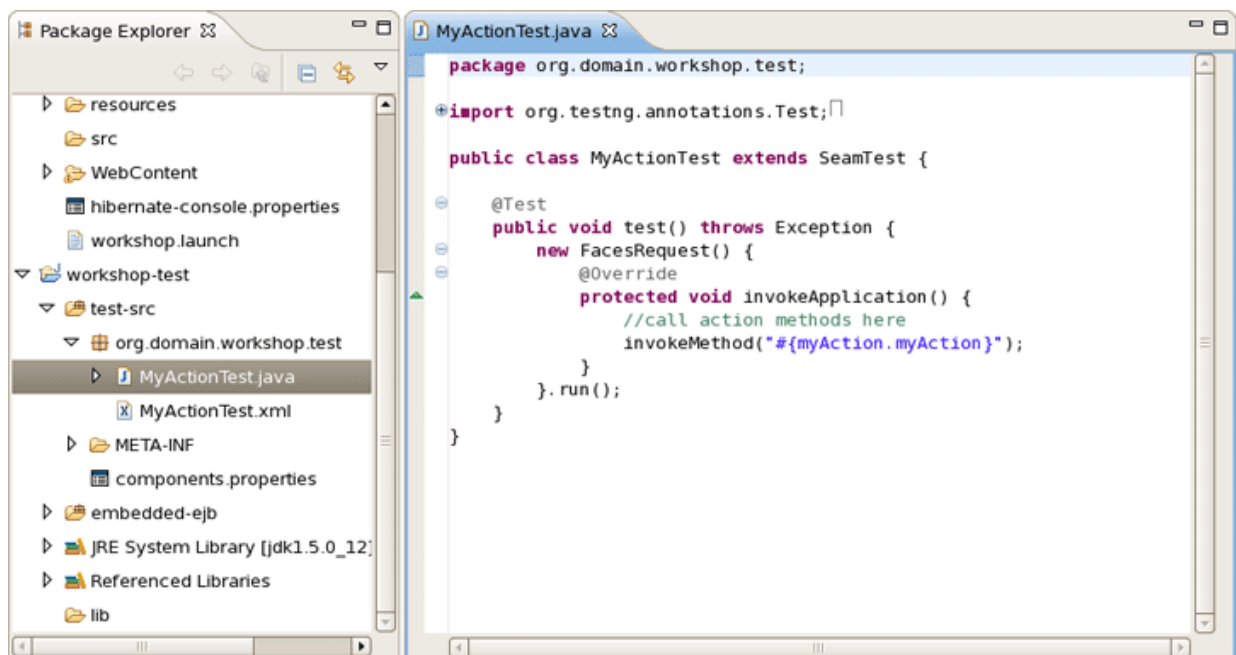 Package Explorer
resources
src
WebContent
hibernate-console.properties
workshop.launch
workshop-test
test-src
org.domain.workshop.test
MyActionTest.java
MyActionTest.xml
META-INF
components.properties
embedded-ejb
JRE System Library [jdk1.5.0_12]
Referenced Libraries
lib
MyActionTest.java
package org.domain.workshop.test;
import org.testng.annotations.Test;
public class MyActionTest extends SeamTest {
@Test
public void test() throws Exception {
new FacesRequest() {
@Override
protected void invokeApplication() {
//call action methods here
invokeMethod("#{myAction.myAction}");
}
}.run();
}
}